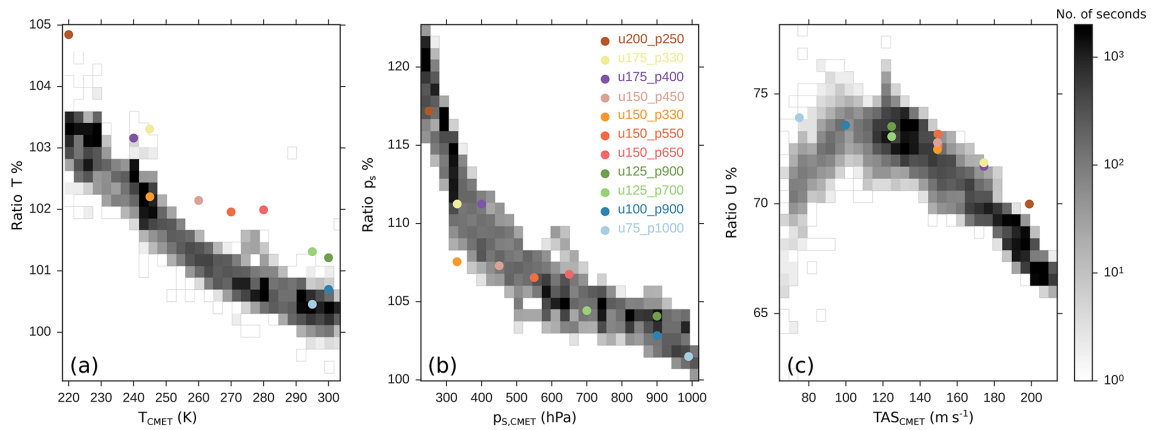 No. of seconds
105
104
103
102
101
100
Ratio T %
(a)
220 230 240 250 260 270 280 290 300
T_CMET (K)
120
115
110
105
100
Ratio p_s %
u200_p250
u175_p330
u175_p400
u150_p450
u150_p330
u150_p550
u150_p650
u125_p900
u125_p700
u100_p900
u75_p1000
(b)
300 400 500 600 700 800 900 1000
p_S,CMET (hPa)
75
70
65
Ratio U %
(c)
80 100 120 140 160 180 200
TAS_CMET (m s⁻¹)
10³
10²
10¹
10⁰